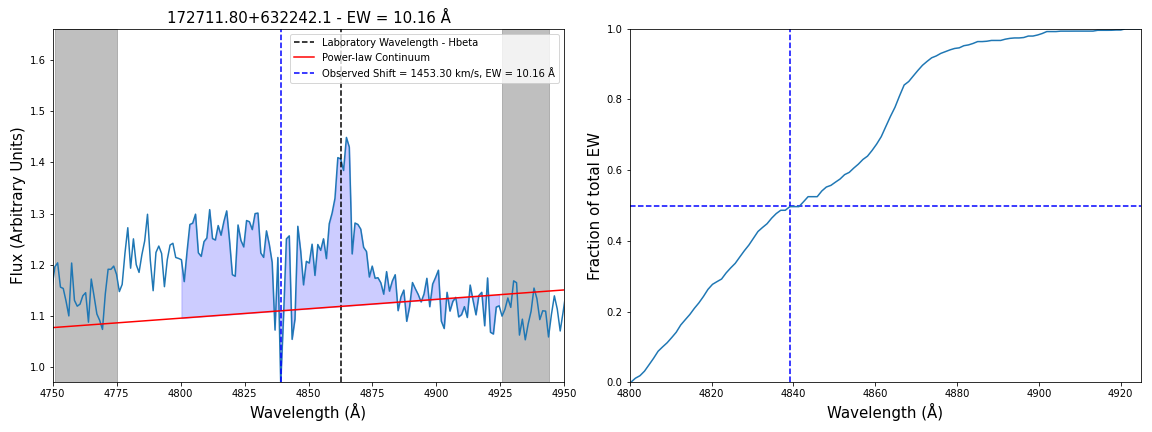 172711.80+632242.1 - EW = 10.16 Å
Flux (Arbitrary Units)
1.6
1.5
1.4
1.3
1.2
1.1
1.0
Laboratory Wavelength - Hbeta
Power-law Continuum
Observed Shift = 1453.30 km/s, EW = 10.16 Å
4750 4775 4800 4825 4850 4875 4900 4925 4950
Wavelength (Å)
Fraction of total EW
1.0
0.8
0.6
0.4
0.2
0.0
4800 4820 4840 4860 4880 4900 4920
Wavelength (Å)